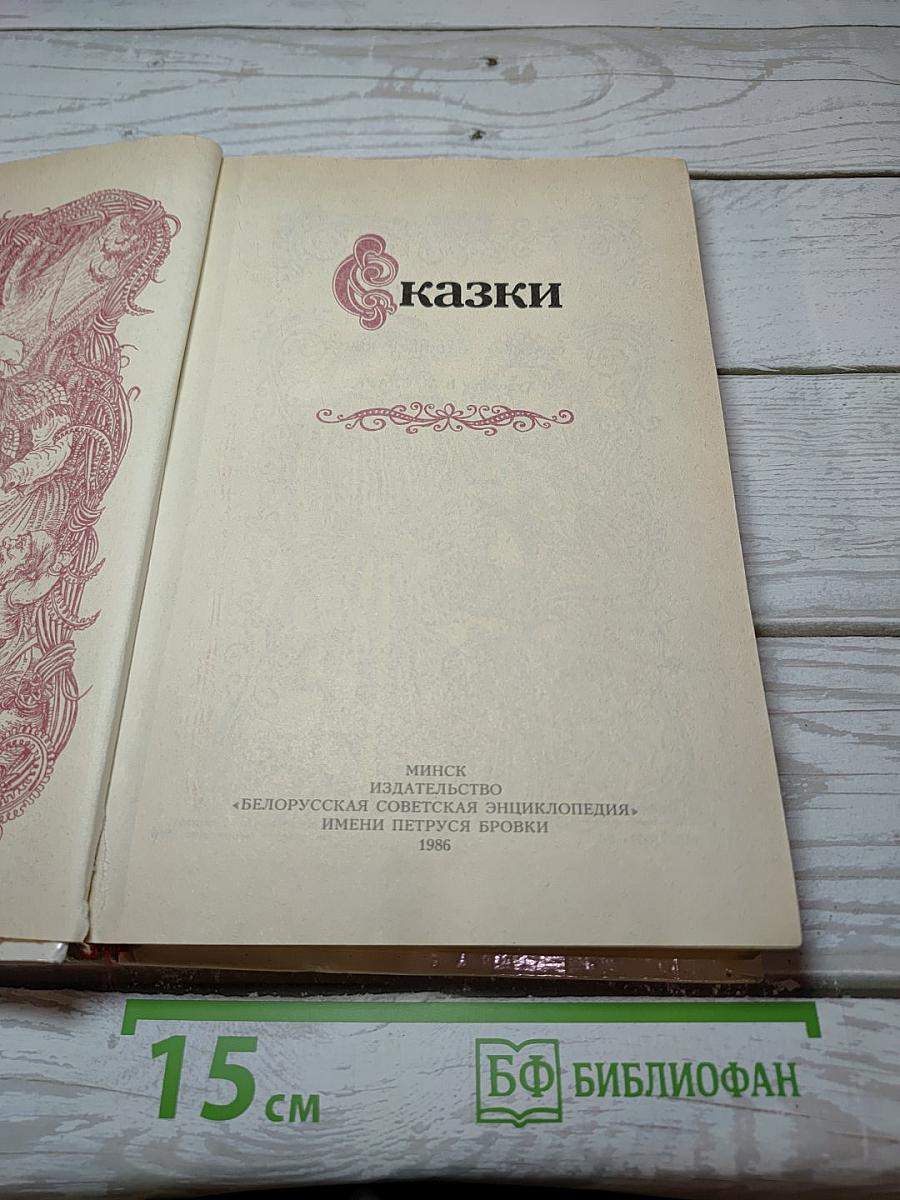 Сказки
МИНСК
ИЗДАТЕЛЬСТВО
«БЕЛОРУССКАЯ СОВЕТСКАЯ ЭНЦИКЛОПЕДИЯ»
ИМЕНИ ПЕТРУСЯ БРОВКИ
1986
15 см
БФ БИБЛИОФАН